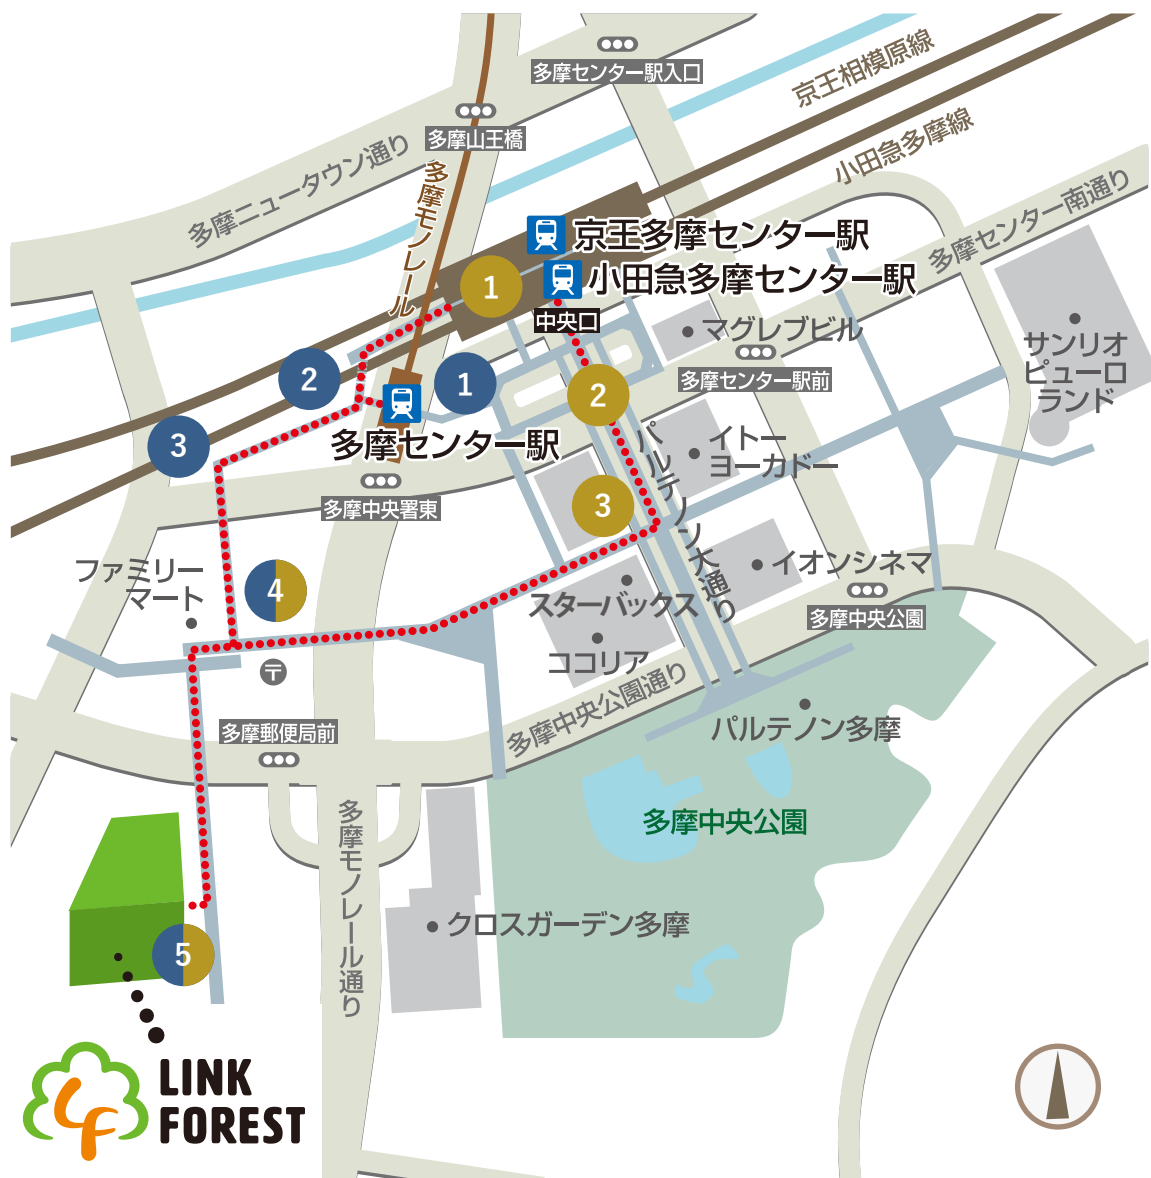 多摩センター駅入口
京王相模原線
多摩山王橋
小田急多摩線
多摩ニュータウン通り
多摩モノレール
多摩センター南通り
京王多摩センター駅
小田急多摩センター駅
1
中央口
マグレブビル
サンリオ
ピューロ
ランド
多摩センター駅前
2
1
2
3
多摩センター駅
パルテノン大通り
イトー
ヨーカドー
多摩中央署東
3
ファミリー
マート
4
イオンシネマ
スターバックス
多摩中央公園
ココリア
〒
多摩中央公園通り
パルテノン多摩
多摩郵便局前
多摩モノレール通り
多摩中央公園
クロスガーデン多摩
5
LINK
FOREST